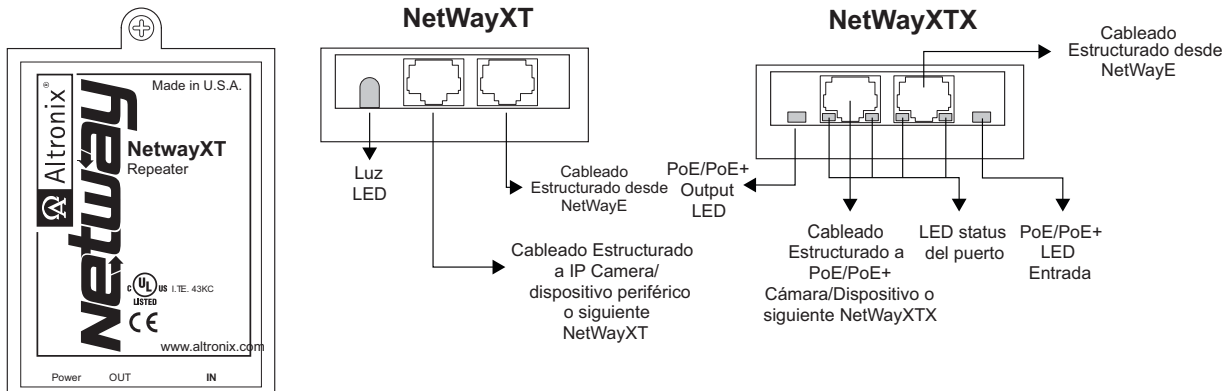 Altronix®
Netway
Made in U.S.A.
NetwayXT
Repeater
C UL US
LISTED
I.T.E. 43KC
CE
www.altronix.com
Power OUT IN
NetWayXT
Luz
LED
Cableado
Estructurado desde
NetWayE
Cableado Estructurado
a IP Camera/
dispositivo periférico
o siguiente
NetWayXT
NetWayXTX
Cableado
Estructurado desde
NetWayE
PoE/PoE+
Output
LED
Cableado
Estructurado a
PoE/PoE+
Cámara/Dispositivo o
siguiente NetWayXTX
LED status
del puerto
PoE/PoE+
LED
Entrada